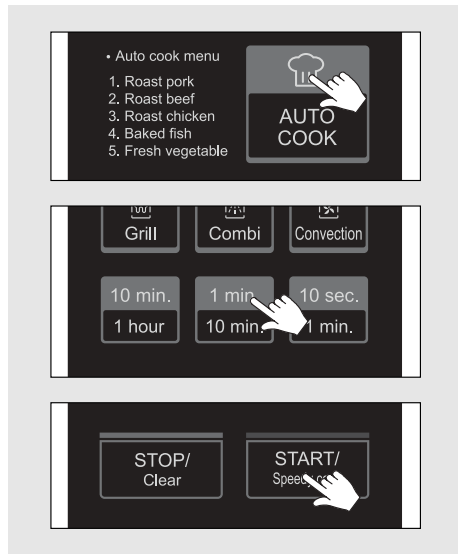 • Auto cook menu
1. Roast pork
2. Roast beef
3. Roast chicken
4. Baked fish
5. Fresh vegetable
AUTO
COOK
Grill
Combi
Convection
10 min.
1 hour
1 min.
10 min.
10 sec.
1 min.
STOP/
Clear
START/
Speedy